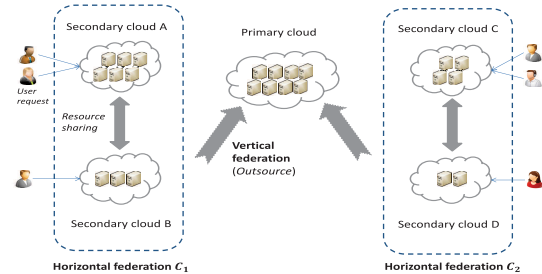 Secondary cloud A
Primary cloud
Secondary cloud C
User
request
Resource
sharing
Vertical
federation
(Outsource)
Secondary cloud B
Secondary cloud D
Horizontal federation C₁
Horizontal federation C₂